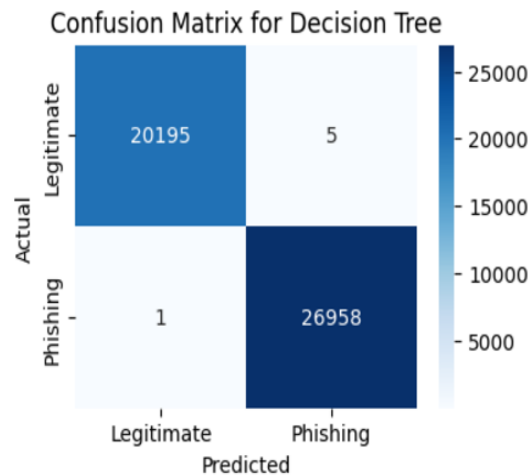 Confusion Matrix for Decision Tree
Actual
Legitimate
20195
5
Phishing
1
26958
Legitimate
Phishing
Predicted
25000
20000
15000
10000
5000